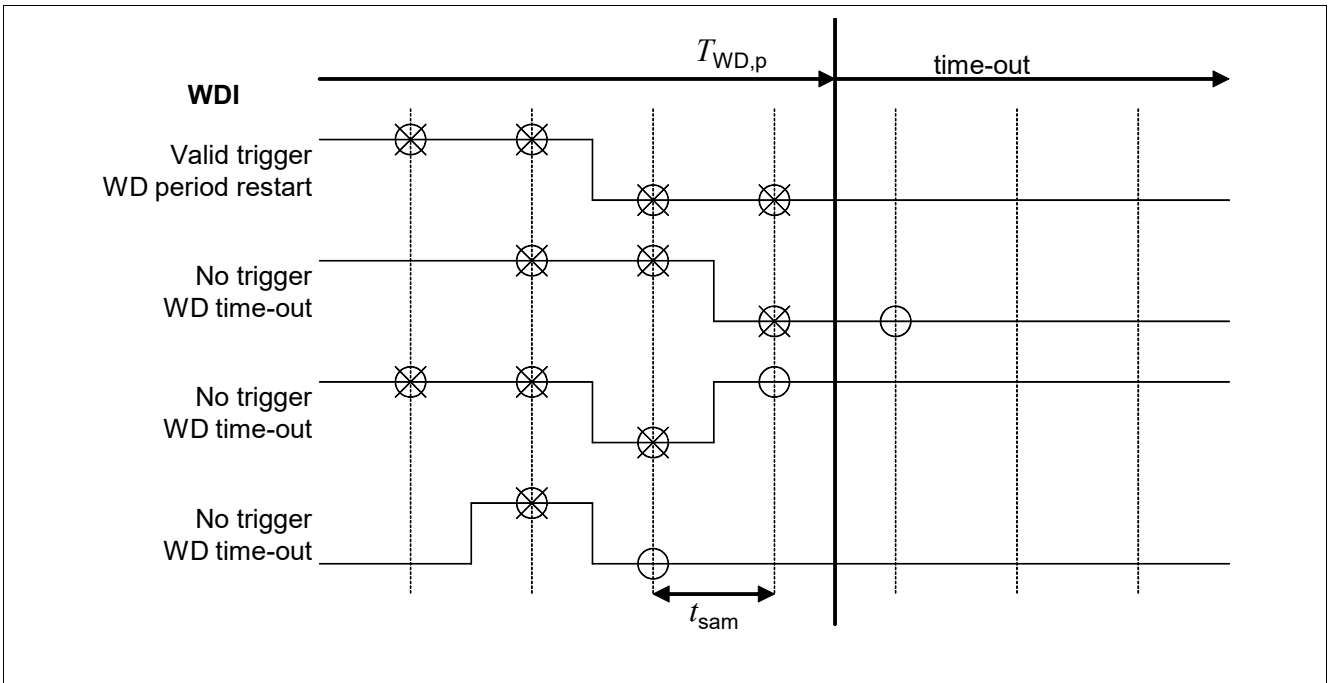 T_WD,p
time-out
WDI
Valid trigger
WD period restart
No trigger
WD time-out
No trigger
WD time-out
No trigger
WD time-out
t_sam